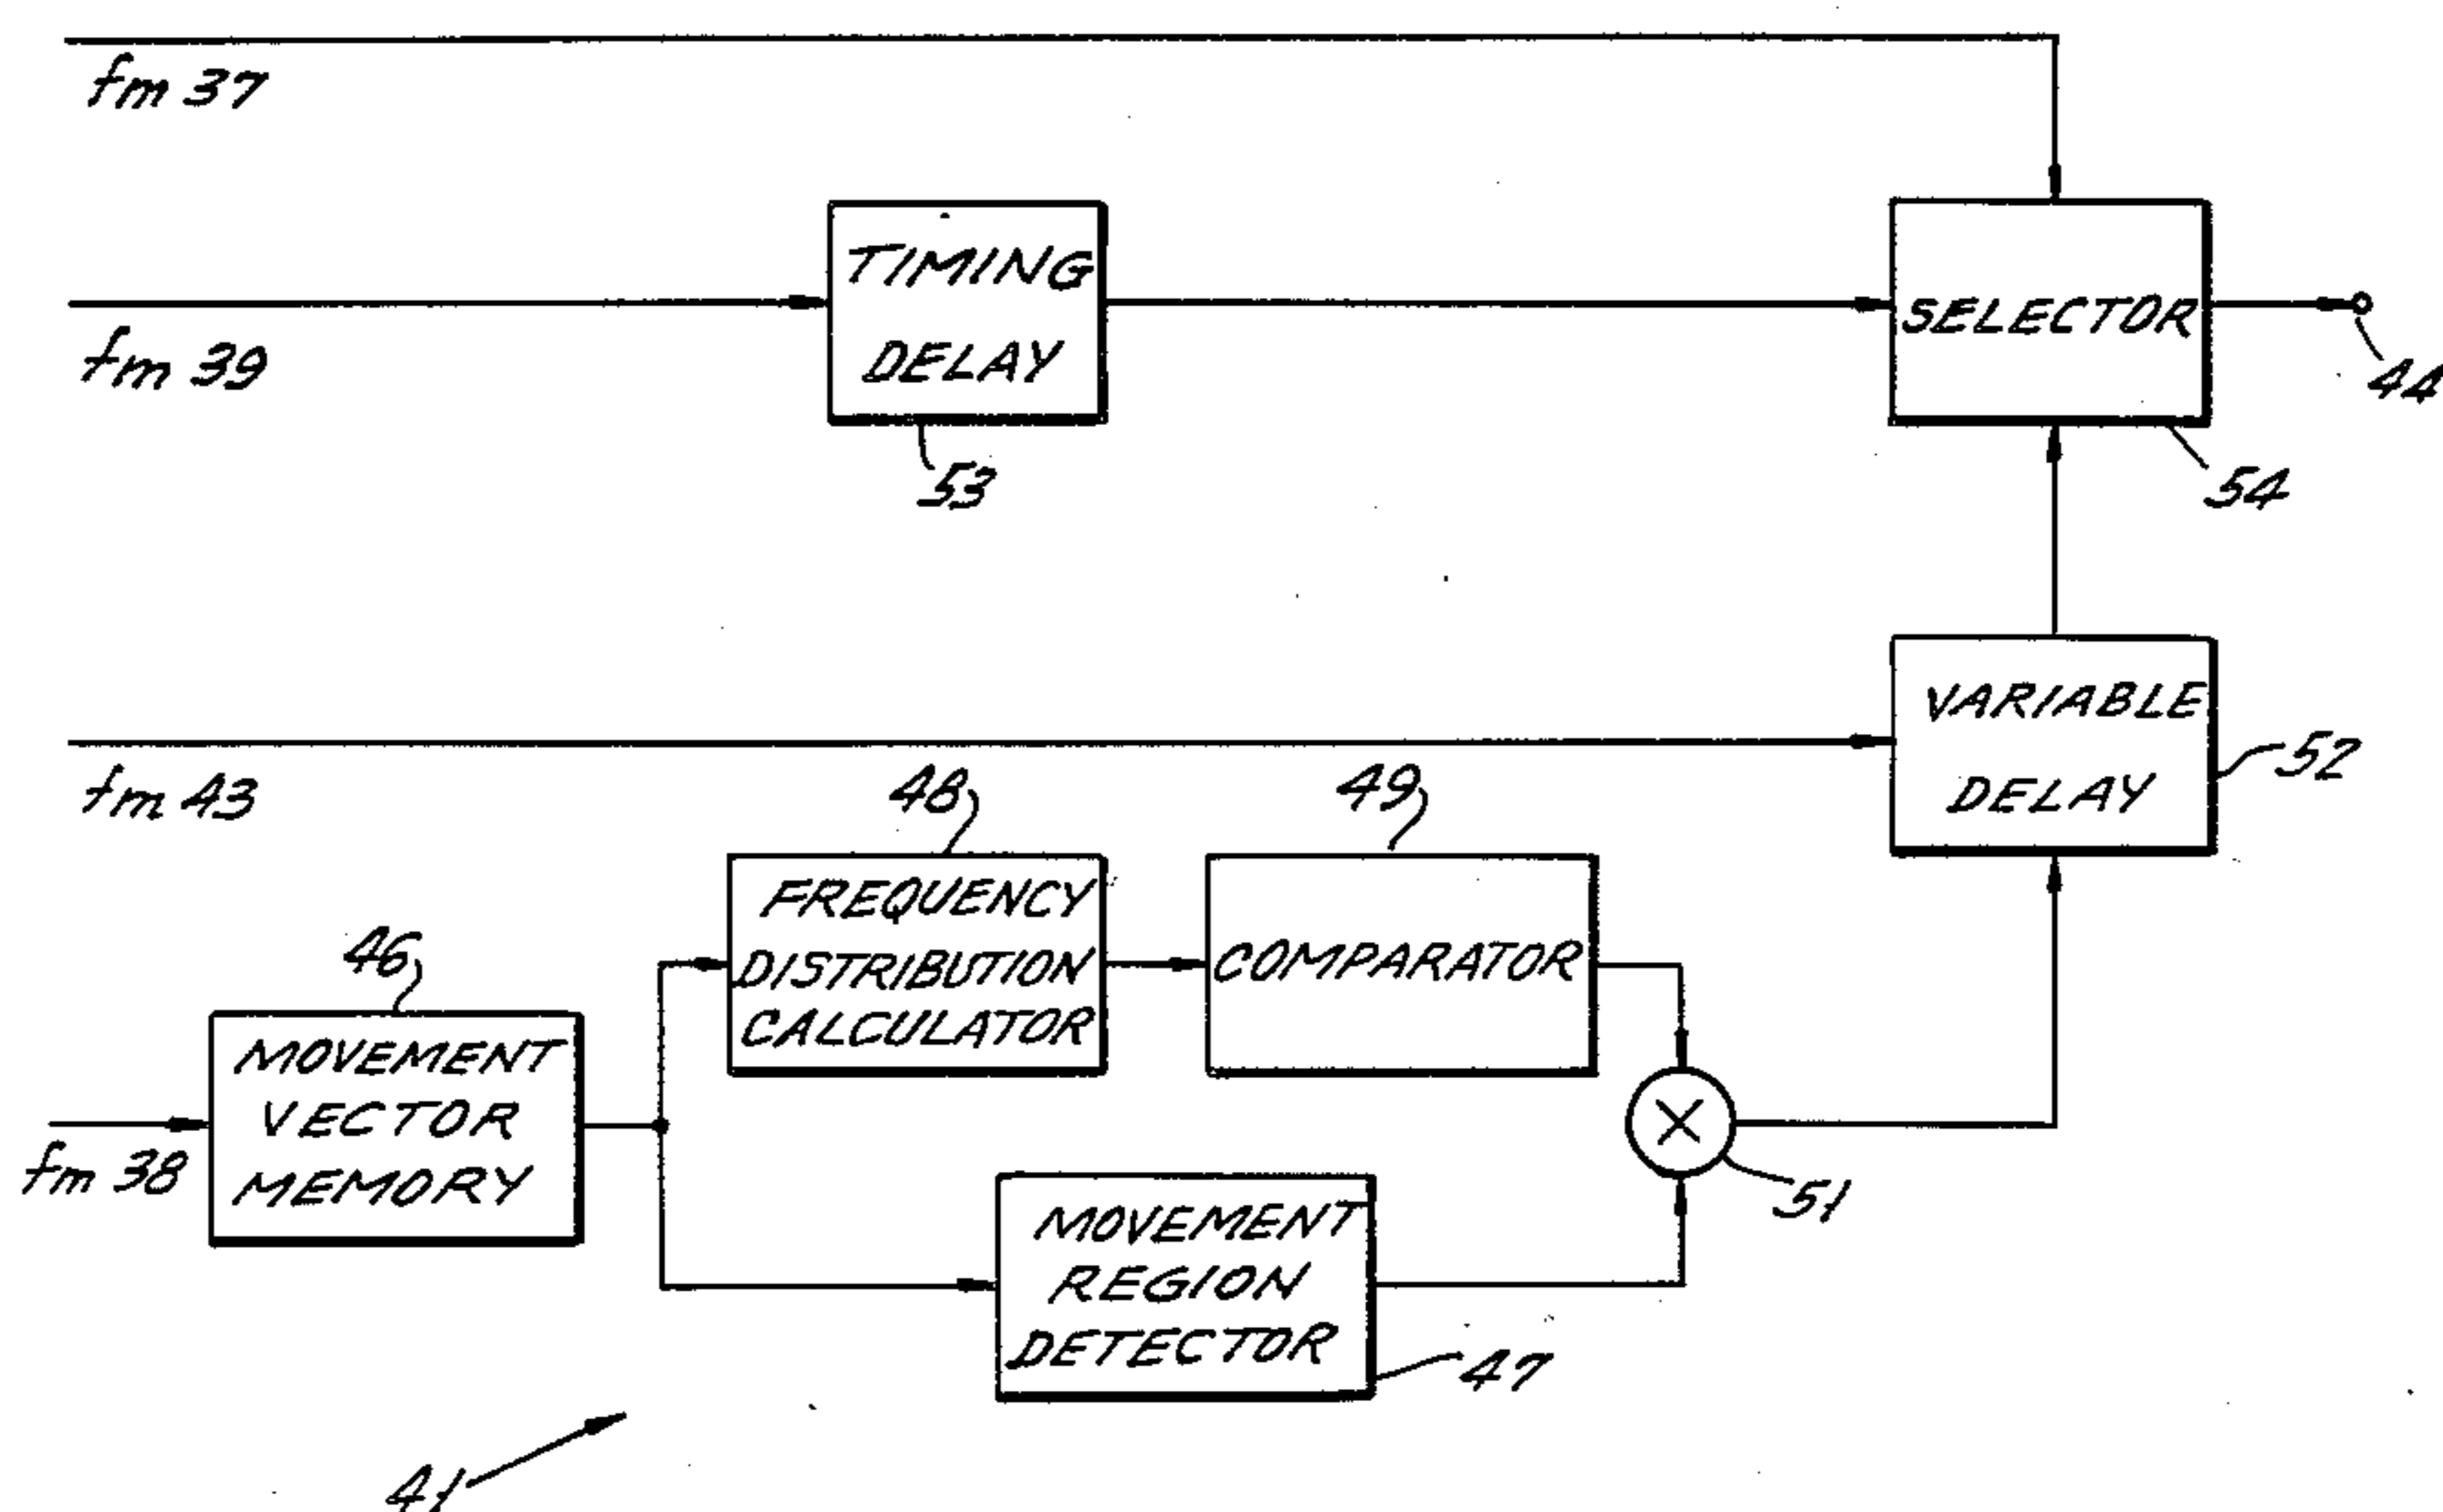 fm 37
TIMING
DELAY
53
fm 39
SELECTOR
44
54
fm 43
VARIABLE
DELAY
52
48
FREQUENCY
DISTRIBUTION
CALCULATOR
49
COMPARATOR
46
MOVEMENT
VECTOR
MEMORY
fm 38
X
51
MOVEMENT
REGION
DETECTOR
47
41